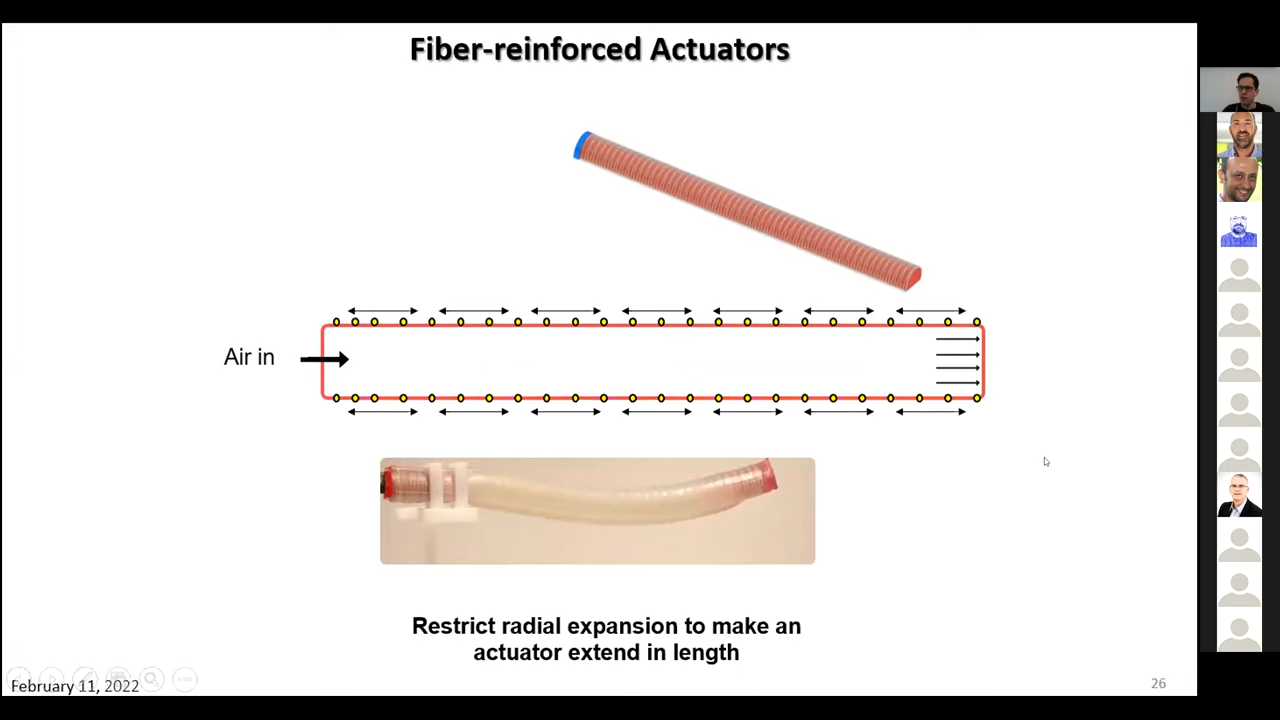 Fiber-reinforced Actuators
Air in
Restrict radial expansion to make an
actuator extend in length
February 11, 2022
26